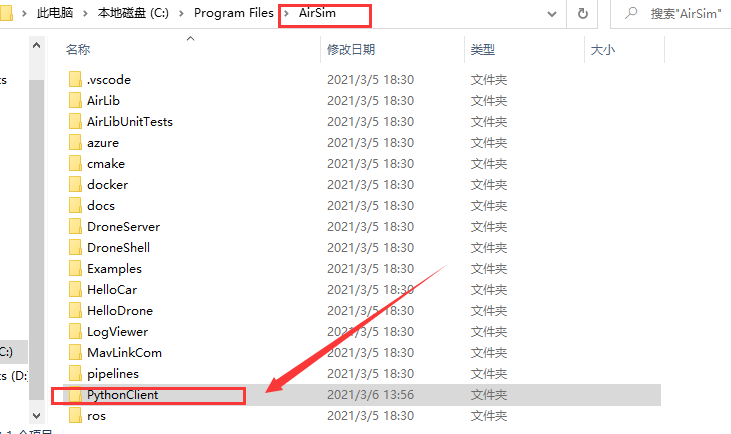 此电脑 › 本地磁盘 (C:) › Program Files › AirSim 搜索"AirSim"
名称 修改日期 类型 大小
.vscode 2021/3/5 18:30 文件夹
ts AirLib 2021/3/5 18:30 文件夹
AirLibUnitTests 2021/3/5 18:30 文件夹
azure 2021/3/5 18:30 文件夹
cmake 2021/3/5 18:30 文件夹
docker 2021/3/5 18:30 文件夹
docs 2021/3/5 18:30 文件夹
DroneServer 2021/3/5 18:30 文件夹
DroneShell 2021/3/5 18:30 文件夹
Examples 2021/3/5 18:30 文件夹
HelloCar 2021/3/5 18:30 文件夹
HelloDrone 2021/3/5 18:30 文件夹
LogViewer 2021/3/5 18:30 文件夹
C:) MavLinkCom 2021/3/5 18:30 文件夹
ts (D: pipelines 2021/3/5 18:30 文件夹
PythonClient 2021/3/6 13:56 文件夹
ros 2021/3/5 18:30 文件夹